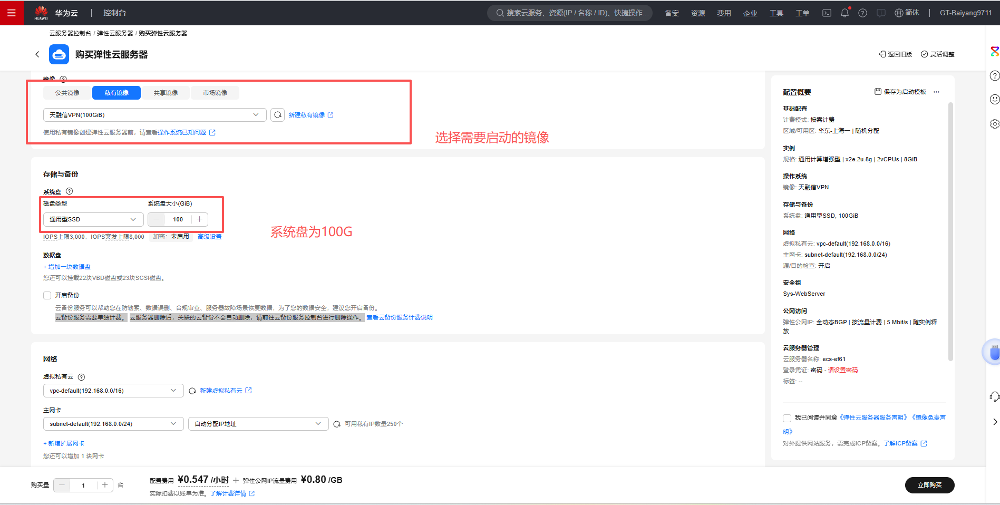 HUAWEI
华为云 | 控制台
搜索云服务、资源(IP / 名称 / ID)、快捷操作...
备案 资源 费用 企业 工具 工单 简体 | GT-Baiyang9711
云服务器控制台 / 弹性云服务器 / 购买弹性云服务器
购买弹性云服务器
返回旧版 灵活调整
镜像
公共镜像 私有镜像 共享镜像 市场镜像
天融信VPN(100GiB)
新建私有镜像
使用私有镜像创建弹性云服务器前，请查看操作系统已知问题
选择需要启动的镜像
存储与备份
系统盘
磁盘类型 系统盘大小(GiB)
通用型SSD 100
系统盘为100G
IOPS上限3,000，IOPS突发上限8,000 加密：未启用 高级设置
数据盘
+ 增加一块数据盘
您还可以挂载22块VBD磁盘或23块SCSI磁盘。
开启备份
云备份服务可以帮助您在防勒索、数据误删、合规审查、服务器故障场景恢复数据，为了您的数据安全，建议您开启备份。
云备份服务需要单独计费。 云服务器删除后，关联的云备份不会自动删除，请前往云备份服务控制台进行删除操作。 查看云备份服务计费说明
网络
虚拟私有云
vpc-default(192.168.0.0/16)
新建虚拟私有云
主网卡
subnet-default(192.168.0.0/24) 自动分配IP地址 可用私有IP数量250个
+ 新增扩展网卡
您还可以增加 1 块网卡
配置概要
保存为启动模板 ...
基础配置
计费模式: 按需计费
区域/可用区: 华东-上海一 | 随机分配
实例
规格: 通用计算增强型 | x2e.2u.8g | 2vCPUs | 8GiB
操作系统
镜像: 天融信VPN
存储与备份
系统盘: 通用型SSD, 100GiB
网络
虚拟私有云: vpc-default(192.168.0.0/16)
主网卡: subnet-default(192.168.0.0/24)
源/目的检查: 开启
安全组
Sys-WebServer
公网访问
弹性公网IP: 全动态BGP | 按流量计费 | 5 Mbit/s | 随实例释
放
云服务器管理
云服务器名称: ecs-ef61
登录凭证: 密码 - 请设置密码
标签: --
我已阅读并同意《弹性云服务器服务声明》《镜像免责声
明》
对外提供网站服务，需完成ICP备案。了解ICP备案
购买量 − 1 + 台
配置费用 ¥0.547 /小时 + 弹性公网IP流量费用 ¥0.80 /GB
实际扣费以账单为准。了解计费详情
立即购买